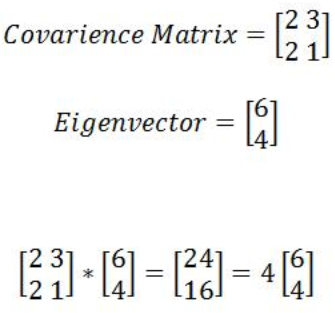 Covarience Matrix = [2 3
2 1]
Eigenvector = [6
4]
[2 3
2 1] * [6
4] = [24
16] = 4 [6
4]